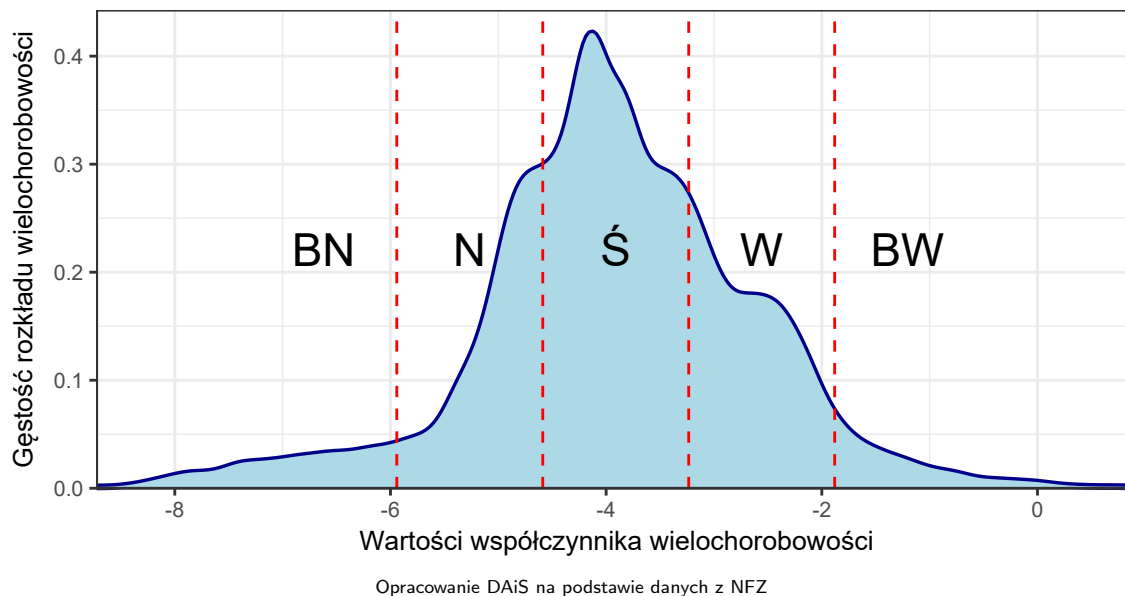 Gęstość rozkładu wielochorobowości
0.4
0.3
0.2
0.1
0.0
BN N Ś W BW
-8 -6 -4 -2 0
Wartości współczynnika wielochorobowości
Opracowanie DAiS na podstawie danych z NFZ